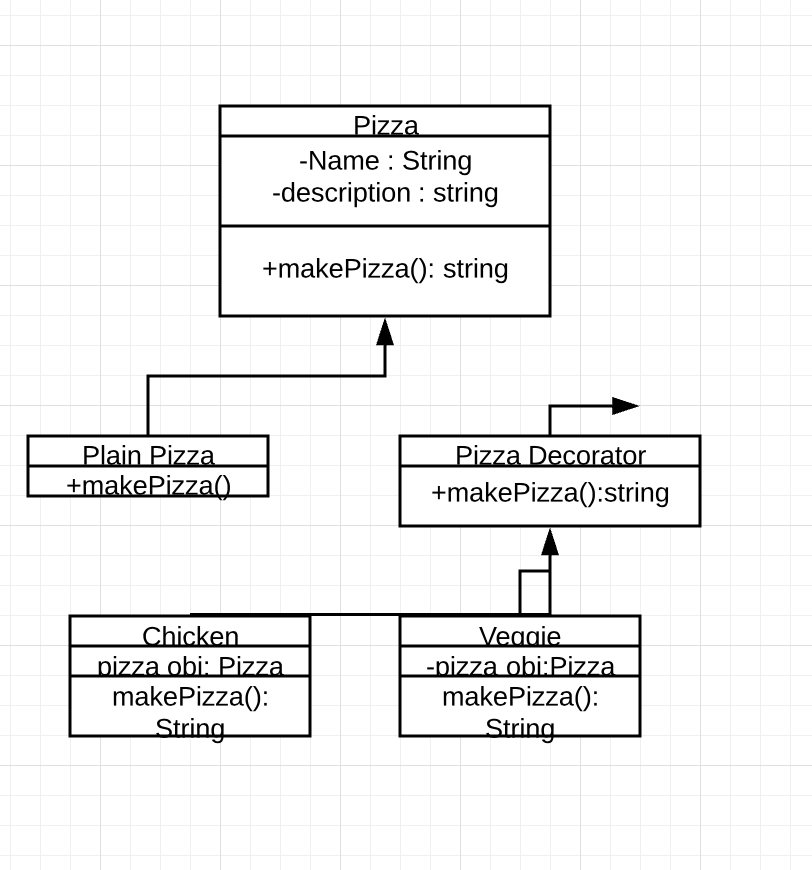 Pizza
-Name : String
-description : string
+makePizza(): string
Plain Pizza
+makePizza()
Pizza Decorator
+makePizza():string
Chicken
pizza obj: Pizza
makePizza():
String
Veggie
-pizza obj:Pizza
makePizza():
String